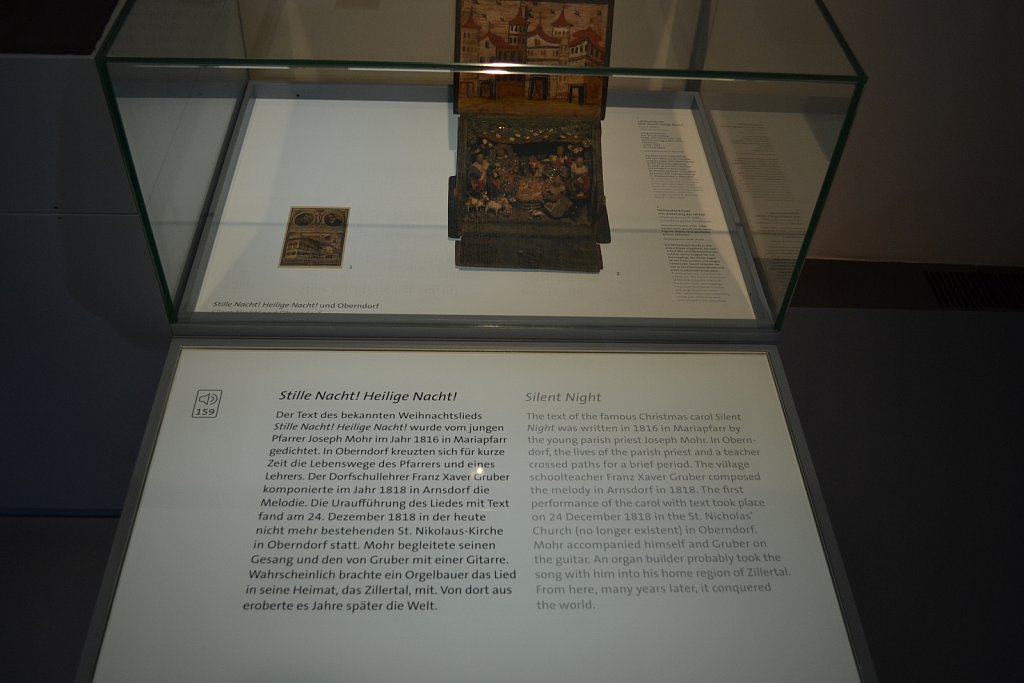 Stille Nacht! Heilige Nacht! und Oberndorf
159
Stille Nacht! Heilige Nacht!
Der Text des bekannten Weihnachtslieds
Stille Nacht! Heilige Nacht! wurde vom jungen
Pfarrer Joseph Mohr im Jahr 1816 in Mariapfarr
gedichtet. In Oberndorf kreuzten sich für kurze
Zeit die Lebenswege des Pfarrers und eines
Lehrers. Der Dorfschullehrer Franz Xaver Gruber
komponierte im Jahr 1818 in Arnsdorf die
Melodie. Die Uraufführung des Liedes mit Text
fand am 24. Dezember 1818 in der heute
nicht mehr bestehenden St. Nikolaus-Kirche
in Oberndorf statt. Mohr begleitete seinen
Gesang und den von Gruber mit einer Gitarre.
Wahrscheinlich brachte ein Orgelbauer das Lied
in seine Heimat, das Zillertal, mit. Von dort aus
eroberte es Jahre später die Welt.
Silent Night
The text of the famous Christmas carol Silent
Night was written in 1816 in Mariapfarr by
the young parish priest Joseph Mohr. In Obern-
dorf, the lives of the parish priest and a teacher
crossed paths for a brief period. The village
schoolteacher Franz Xaver Gruber composed
the melody in Arnsdorf in 1818. The first
performance of the carol with text took place
on 24 December 1818 in the St. Nicholas'
Church (no longer existent) in Oberndorf.
Mohr accompanied himself and Gruber on
the guitar. An organ builder probably took the
song with him into his home region of Zillertal.
From here, many years later, it conquered
the world.